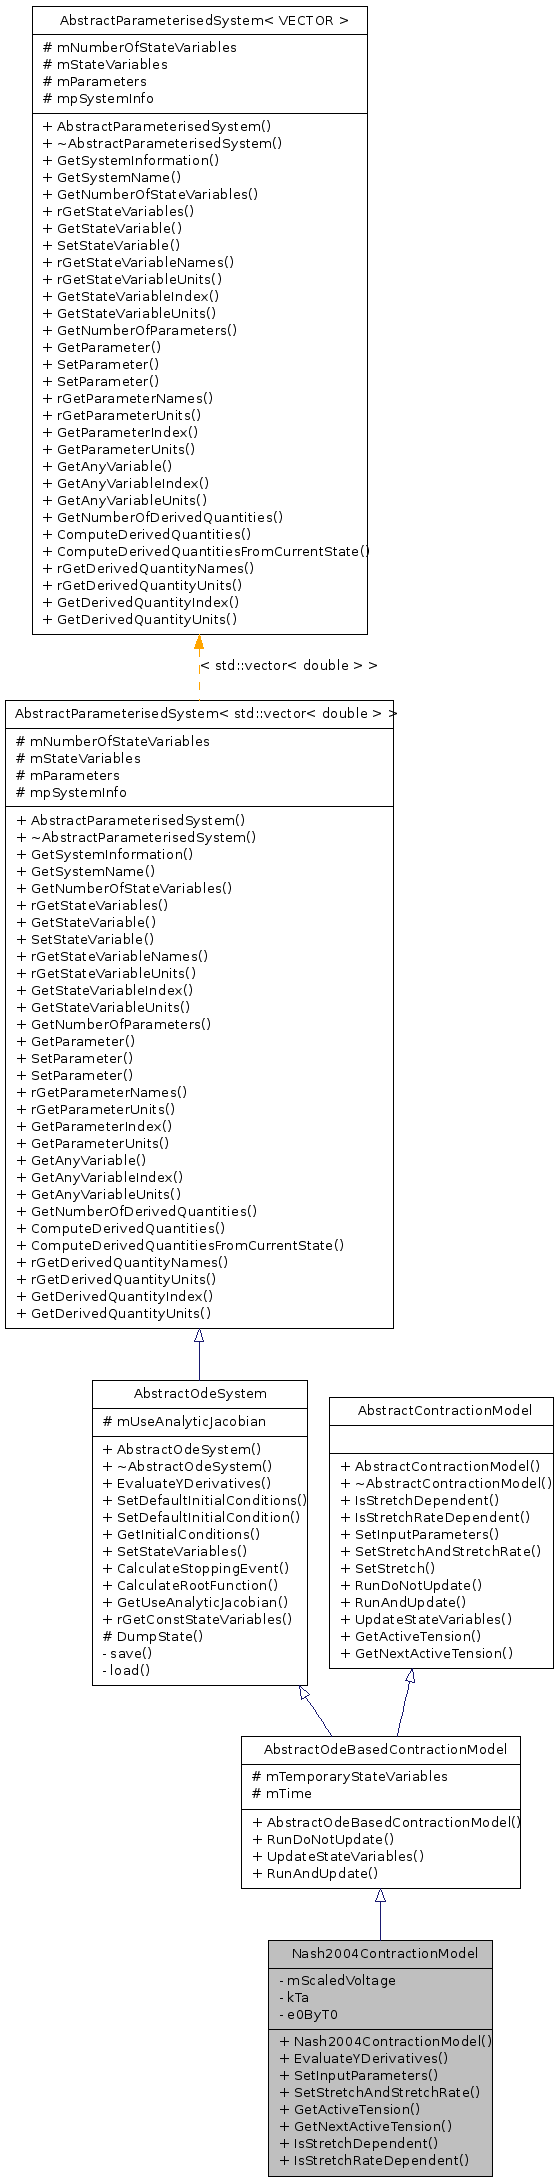 AbstractParameterisedSystem< VECTOR >
# mNumberOfStateVariables
# mStateVariables
# mParameters
# mpSystemInfo
+ AbstractParameterisedSystem()
+ ~AbstractParameterisedSystem()
+ GetSystemInformation()
+ GetSystemName()
+ GetNumberOfStateVariables()
+ rGetStateVariables()
+ GetStateVariable()
+ SetStateVariable()
+ rGetStateVariableNames()
+ rGetStateVariableUnits()
+ GetStateVariableIndex()
+ GetStateVariableUnits()
+ GetNumberOfParameters()
+ GetParameter()
+ SetParameter()
+ SetParameter()
+ rGetParameterNames()
+ rGetParameterUnits()
+ GetParameterIndex()
+ GetParameterUnits()
+ GetAnyVariable()
+ GetAnyVariableIndex()
+ GetAnyVariableUnits()
+ GetNumberOfDerivedQuantities()
+ ComputeDerivedQuantities()
+ ComputeDerivedQuantitiesFromCurrentState()
+ rGetDerivedQuantityNames()
+ rGetDerivedQuantityUnits()
+ GetDerivedQuantityIndex()
+ GetDerivedQuantityUnits()
< std::vector< double > >
AbstractParameterisedSystem< std::vector< double > >
# mNumberOfStateVariables
# mStateVariables
# mParameters
# mpSystemInfo
+ AbstractParameterisedSystem()
+ ~AbstractParameterisedSystem()
+ GetSystemInformation()
+ GetSystemName()
+ GetNumberOfStateVariables()
+ rGetStateVariables()
+ GetStateVariable()
+ SetStateVariable()
+ rGetStateVariableNames()
+ rGetStateVariableUnits()
+ GetStateVariableIndex()
+ GetStateVariableUnits()
+ GetNumberOfParameters()
+ GetParameter()
+ SetParameter()
+ SetParameter()
+ rGetParameterNames()
+ rGetParameterUnits()
+ GetParameterIndex()
+ GetParameterUnits()
+ GetAnyVariable()
+ GetAnyVariableIndex()
+ GetAnyVariableUnits()
+ GetNumberOfDerivedQuantities()
+ ComputeDerivedQuantities()
+ ComputeDerivedQuantitiesFromCurrentState()
+ rGetDerivedQuantityNames()
+ rGetDerivedQuantityUnits()
+ GetDerivedQuantityIndex()
+ GetDerivedQuantityUnits()
AbstractOdeSystem
# mUseAnalyticJacobian
+ AbstractOdeSystem()
+ ~AbstractOdeSystem()
+ EvaluateYDerivatives()
+ SetDefaultInitialConditions()
+ SetDefaultInitialCondition()
+ GetInitialConditions()
+ SetStateVariables()
+ CalculateStoppingEvent()
+ CalculateRootFunction()
+ GetUseAnalyticJacobian()
+ rGetConstStateVariables()
# DumpState()
- save()
- load()
AbstractContractionModel
+ AbstractContractionModel()
+ ~AbstractContractionModel()
+ IsStretchDependent()
+ IsStretchRateDependent()
+ SetInputParameters()
+ SetStretchAndStretchRate()
+ SetStretch()
+ RunDoNotUpdate()
+ RunAndUpdate()
+ UpdateStateVariables()
+ GetActiveTension()
+ GetNextActiveTension()
AbstractOdeBasedContractionModel
# mTemporaryStateVariables
# mTime
+ AbstractOdeBasedContractionModel()
+ RunDoNotUpdate()
+ UpdateStateVariables()
+ RunAndUpdate()
Nash2004ContractionModel
- mScaledVoltage
- kTa
- e0ByT0
+ Nash2004ContractionModel()
+ EvaluateYDerivatives()
+ SetInputParameters()
+ SetStretchAndStretchRate()
+ GetActiveTension()
+ GetNextActiveTension()
+ IsStretchDependent()
+ IsStretchRateDependent()